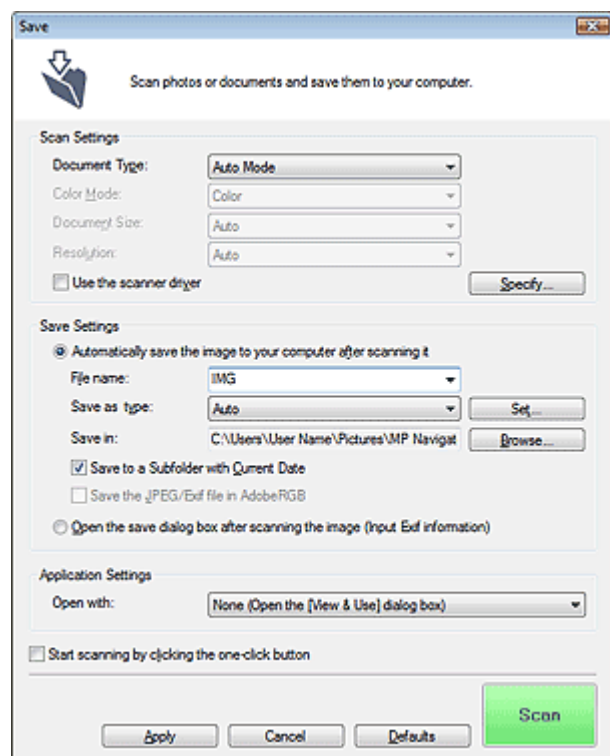 Save
Scan photos or documents and save them to your computer.
Scan Settings
Document Type: Auto Mode
Color Mode: Color
Document Size: Auto
Resolution: Auto
Use the scanner driver Specify...
Save Settings
Automatically save the image to your computer after scanning it
File name: IMG
Save as type: Auto Set...
Save in: C:\Users\User Name\Pictures\MP Navigat Browse...
Save to a Subfolder with Current Date
Save the JPEG/Exif file in AdobeRGB
Open the save dialog box after scanning the image (Input Exif information)
Application Settings
Open with: None (Open the [View & Use] dialog box)
Start scanning by clicking the one-click button
Apply Cancel Defaults Scan